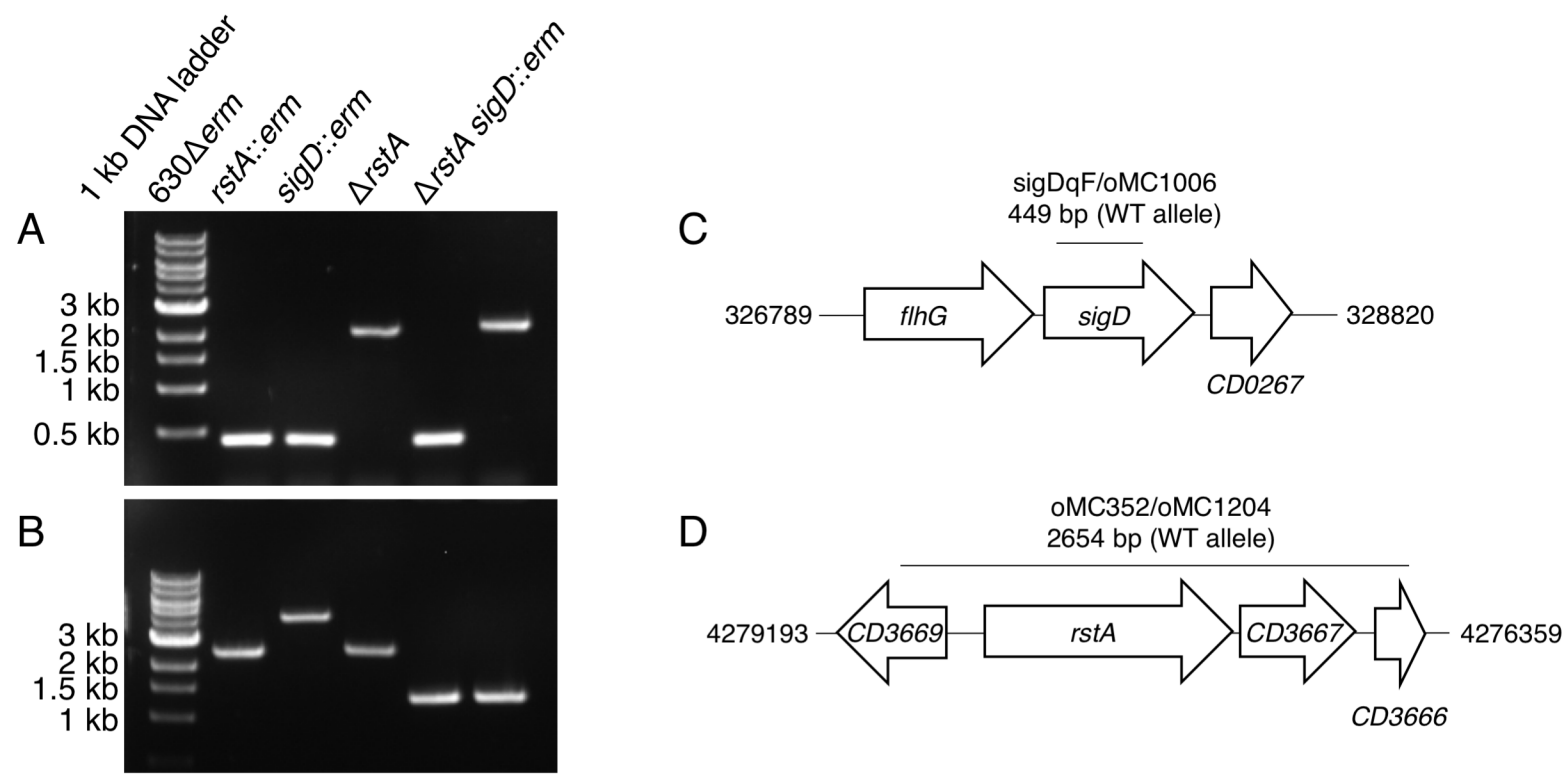 1 kb DNA ladder
630Δerm
rstA::erm
sigD::erm
ΔrstA
ΔrstA sigD::erm
A
3 kb
2 kb
1.5 kb
1 kb
0.5 kb
B
3 kb
2 kb
1.5 kb
1 kb
C
sigDqF/oMC1006
449 bp (WT allele)
326789
flhG
sigD
328820
CD0267
D
oMC352/oMC1204
2654 bp (WT allele)
4279193
CD3669
rstA
CD3667
4276359
CD3666